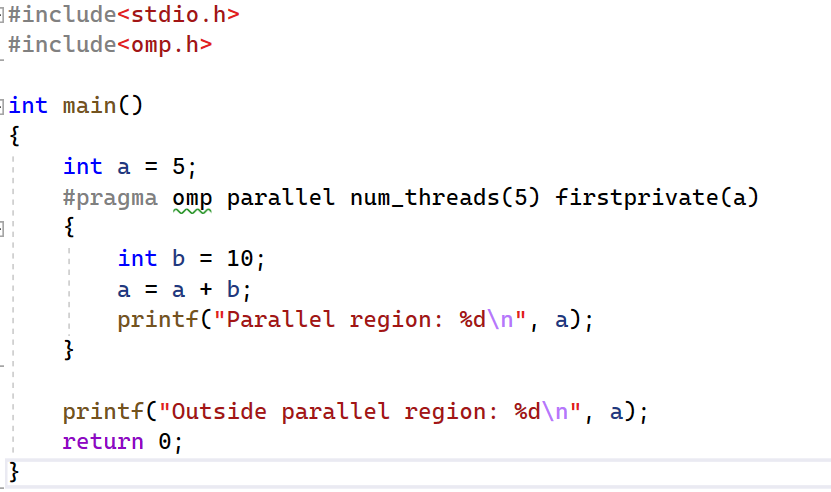 #include<stdio.h>
#include<omp.h>
int main()
{
int a = 5;
#pragma omp parallel num_threads(5) firstprivate(a)
{
int b = 10;
a = a + b;
printf("Parallel region: %d\n", a);
}
printf("Outside parallel region: %d\n", a);
return 0;
}